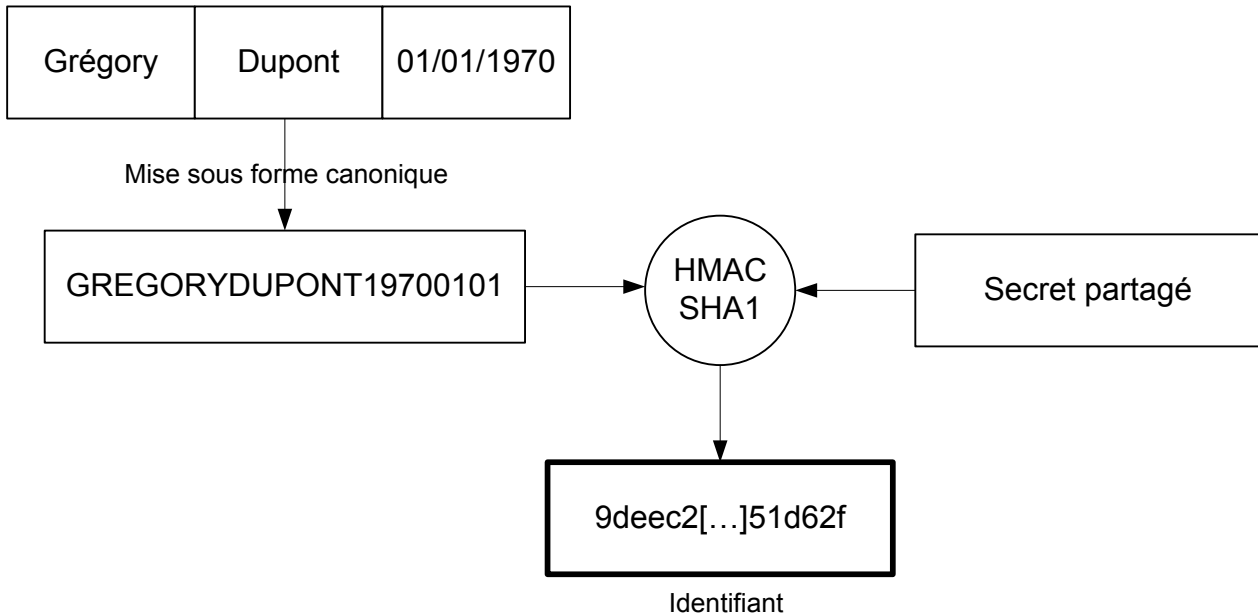 Grégory
Dupont
01/01/1970
Mise sous forme canonique
GREGORYDUPONT19700101
HMAC
SHA1
Secret partagé
9deec2[…]51d62f
Identifiant